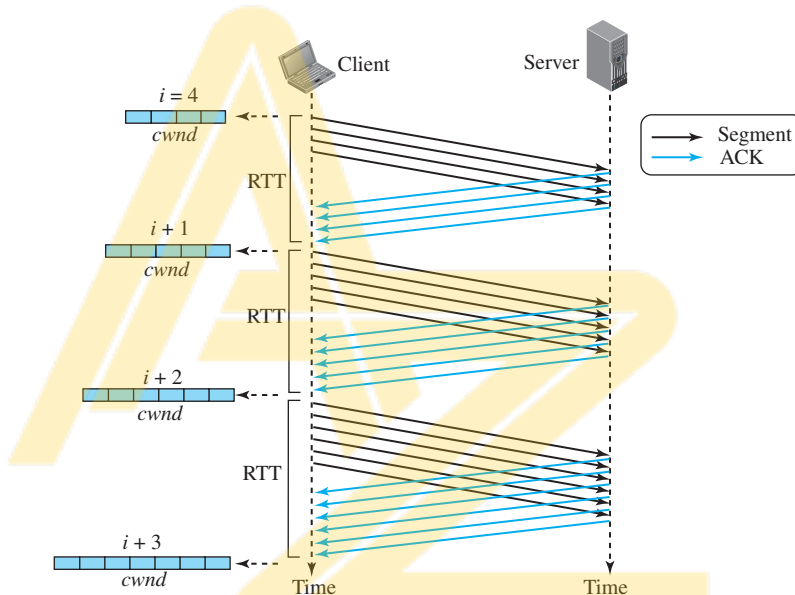 Client
Server
i = 4
cwnd
Segment
ACK
RTT
i + 1
cwnd
RTT
i + 2
cwnd
RTT
i + 3
cwnd
Time
Time